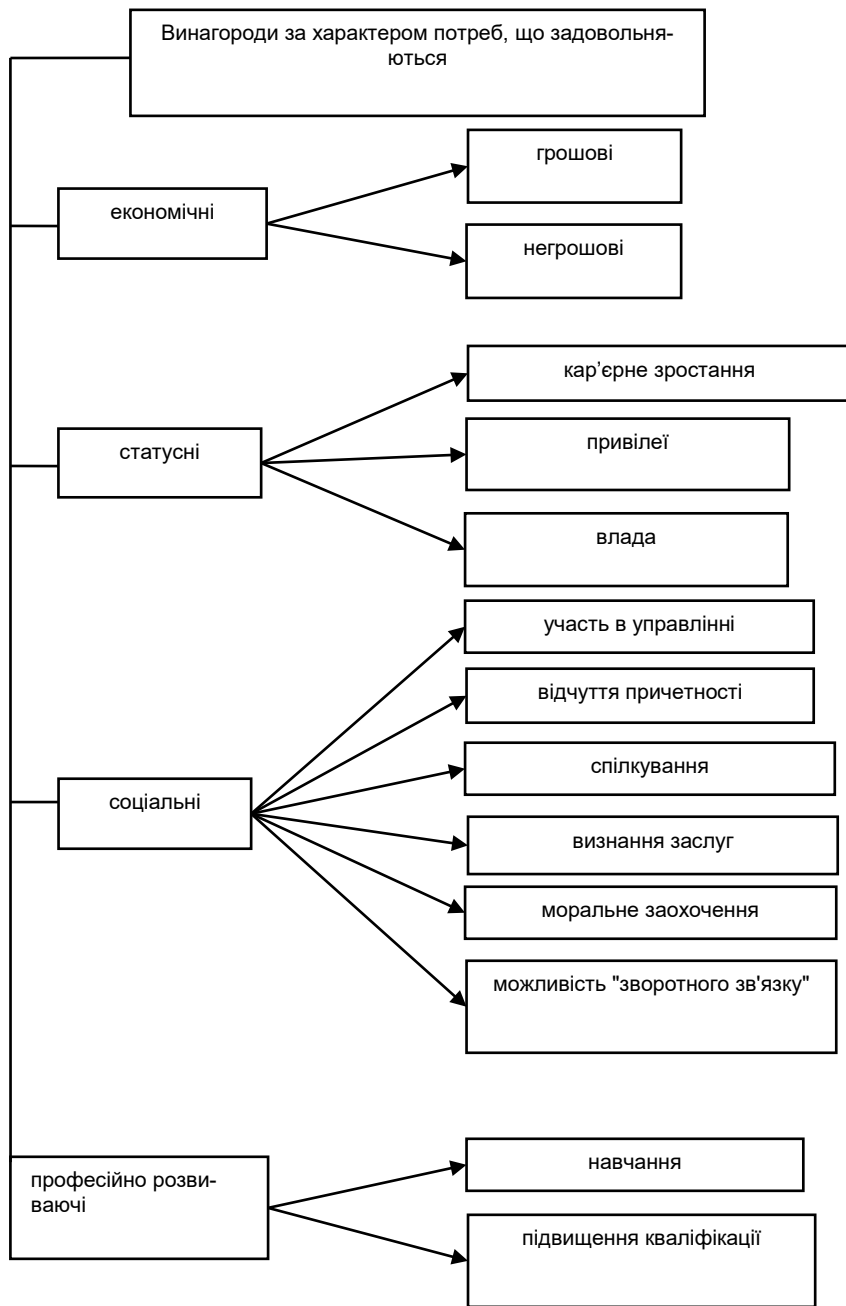 Винагороди за характером потреб, що задовольня-
ються
грошові
економічні
негрошові
кар’єрне зростання
статусні
привілеї
влада
участь в управлінні
відчуття причетності
спілкування
соціальні
визнання заслуг
моральне заохочення
можливість "зворотного зв'язку"
навчання
професійно розви-
ваючі
підвищення кваліфікації